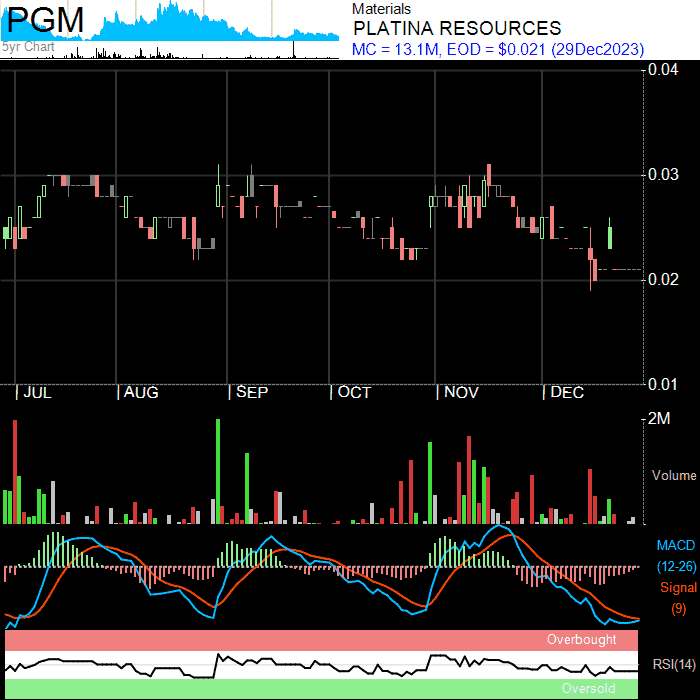 PGM
5yr Chart
Materials
PLATINA RESOURCES
MC = 13.1M, EOD = $0.021 (29Dec2023)
0.04
0.03
0.02
0.01
JUL AUG SEP OCT NOV DEC
2M
Volume
MACD
(12-26)
Signal
(9)
Overbought
RSI(14)
Oversold